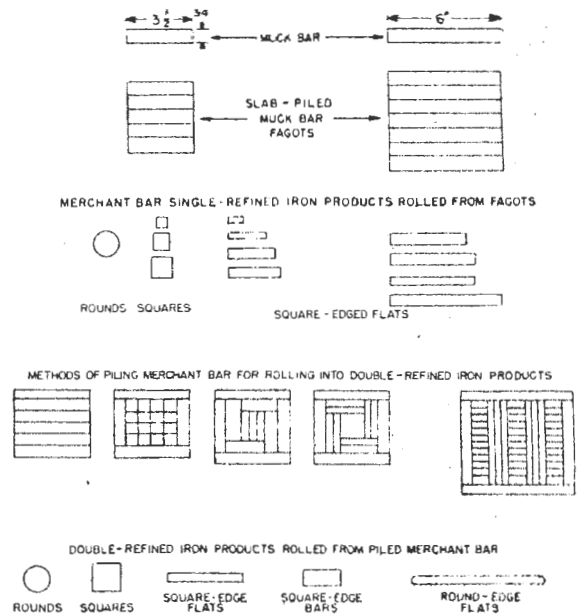 3 1/2
3/4
6"
MUCK BAR
SLAB - PILED
MUCK BAR
FAGOTS
MERCHANT BAR SINGLE-REFINED IRON PRODUCTS ROLLED FROM FAGOTS
ROUNDS SQUARES
SQUARE-EDGED FLATS
METHODS OF PILING MERCHANT BAR FOR ROLLING INTO DOUBLE-REFINED IRON PRODUCTS
DOUBLE-REFINED IRON PRODUCTS ROLLED FROM PILED MERCHANT BAR
ROUNDS
SQUARES
SQUARE-EDGE
FLATS
SQUARE-EDGE
BARS
ROUND-EDGE
FLATS